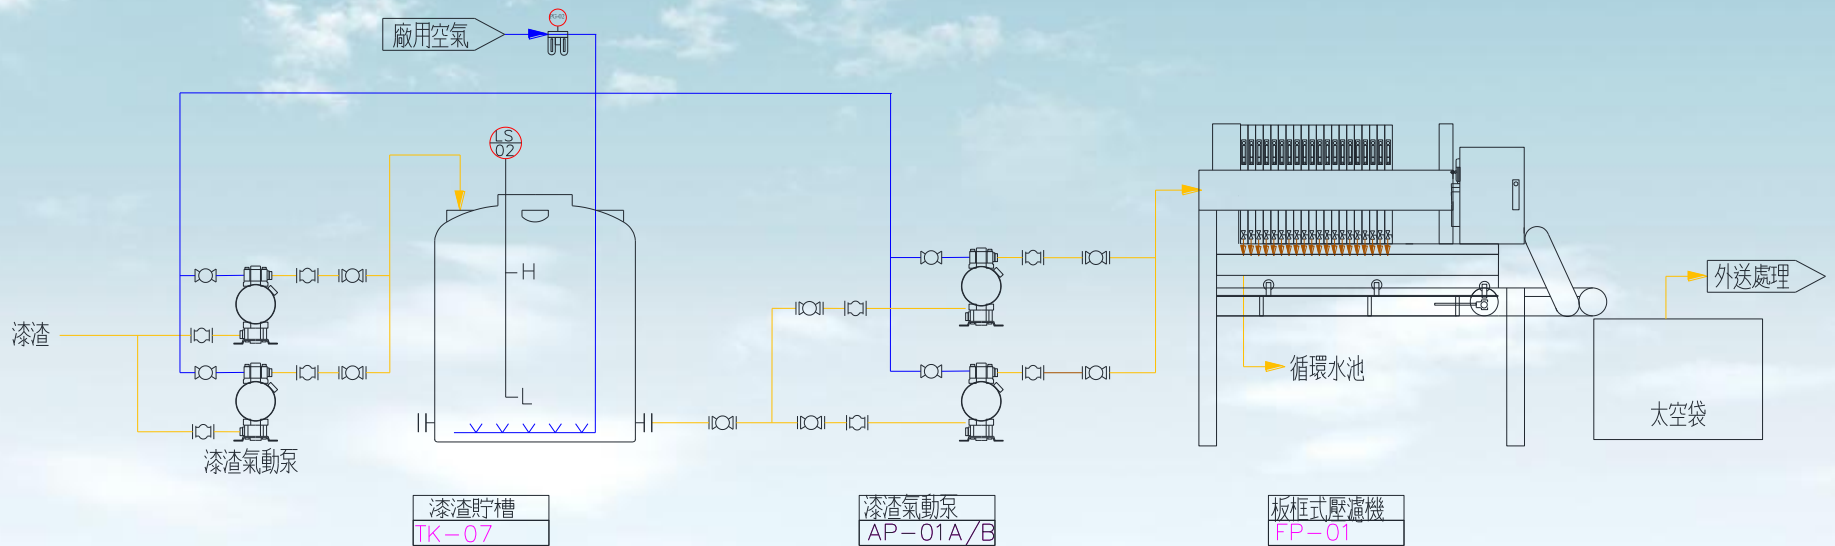 廠用空氣
PG-02
LS
02
H
L
漆渣
漆渣氣動泵
循環水池
外送處理
太空袋
漆渣貯槽
TK-07
漆渣氣動泵
AP-01A/B
板框式壓濾機
FP-01